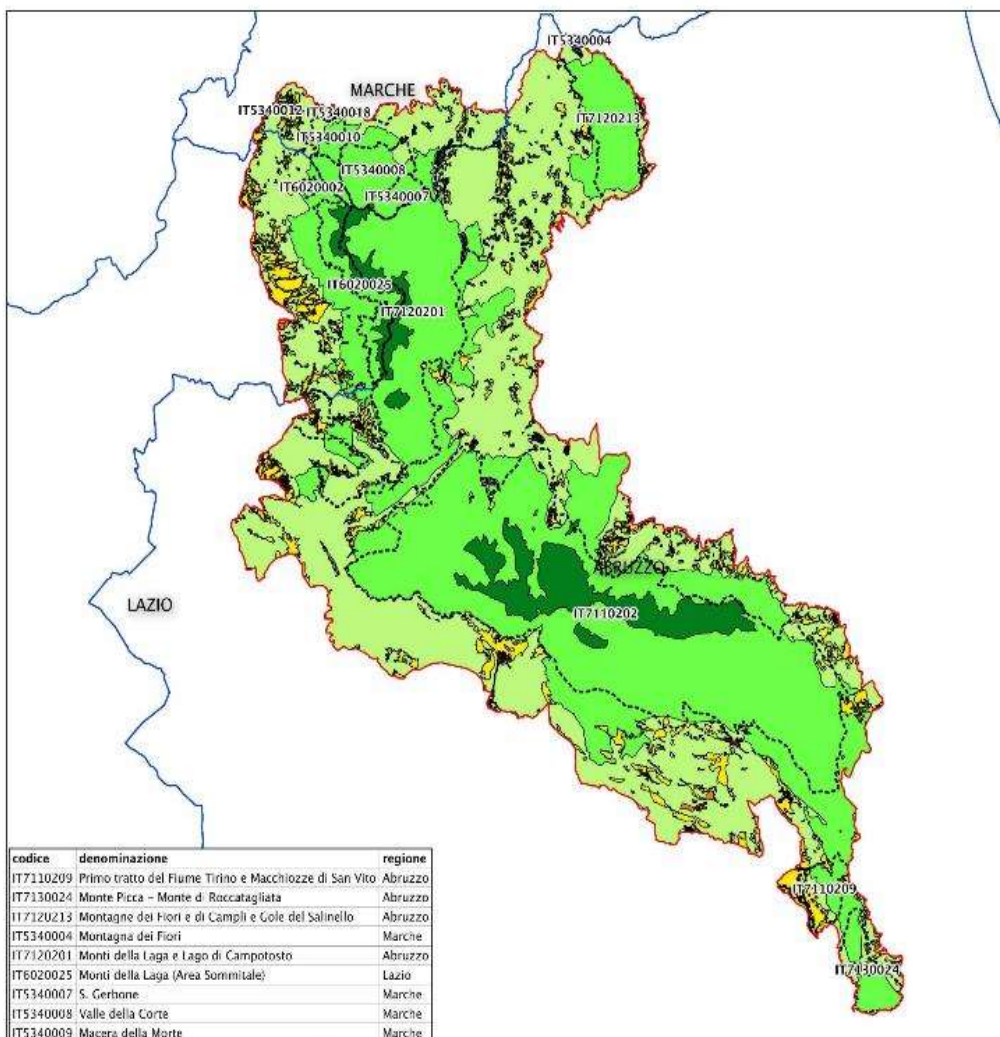 IT5340004
MARCHE
IT5340012 IT5340018
IT7120213
IT5340010
IT5340008
IT6020002
IT5340007
IT6020025
IT7120201
ABRUZZO
LAZIO
IT7110202
IT7110209
IT7130024
codice denominazione regione
IT7110209 Primo tratto del Fiume Tirino e Macchiozze di San Vito Abruzzo
IT7130024 Monte Picca - Monte di Roccatagliata Abruzzo
IT7120213 Montagne dei Fiori e di Campli e Gole del Salinello Abruzzo
IT5340004 Montagna dei Fiori Marche
IT7120201 Monti della Laga e Lago di Campotosto Abruzzo
IT6020025 Monti della Laga (Area Sommitale) Lazio
IT5340007 S. Gerbone Marche
IT5340008 Valle della Corte Marche
IT5340009 Macera della Morte Marche